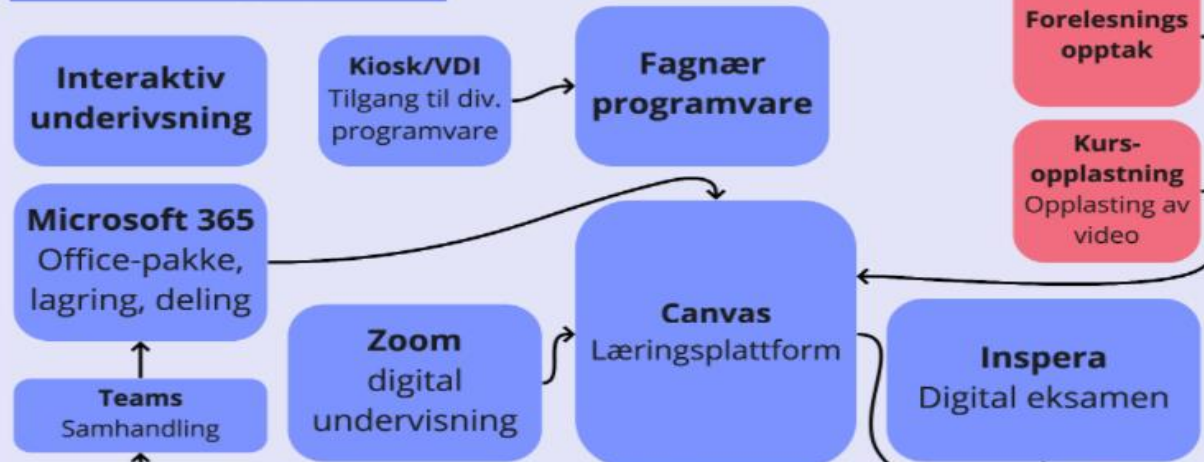 Interaktiv
underivsning
Kiosk/VDI
Tilgang til div.
programvare
Fagnær
programvare
Forelesnings
opptak
Kurs-
opplastning
Opplasting av
video
Microsoft 365
Office-pakke,
lagring, deling
Zoom
digital
undervisning
Canvas
Læringsplattform
Inspera
Digital eksamen
Teams
Samhandling